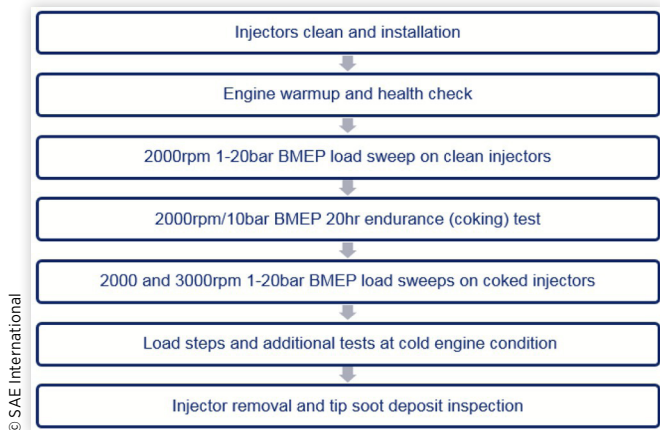 Injectors clean and installation
Engine warmup and health check
2000rpm 1-20bar BMEP load sweep on clean injectors
2000rpm/10bar BMEP 20hr endurance (coking) test
2000 and 3000rpm 1-20bar BMEP load sweeps on coked injectors
Load steps and additional tests at cold engine condition
Injector removal and tip soot deposit inspection
© SAE International